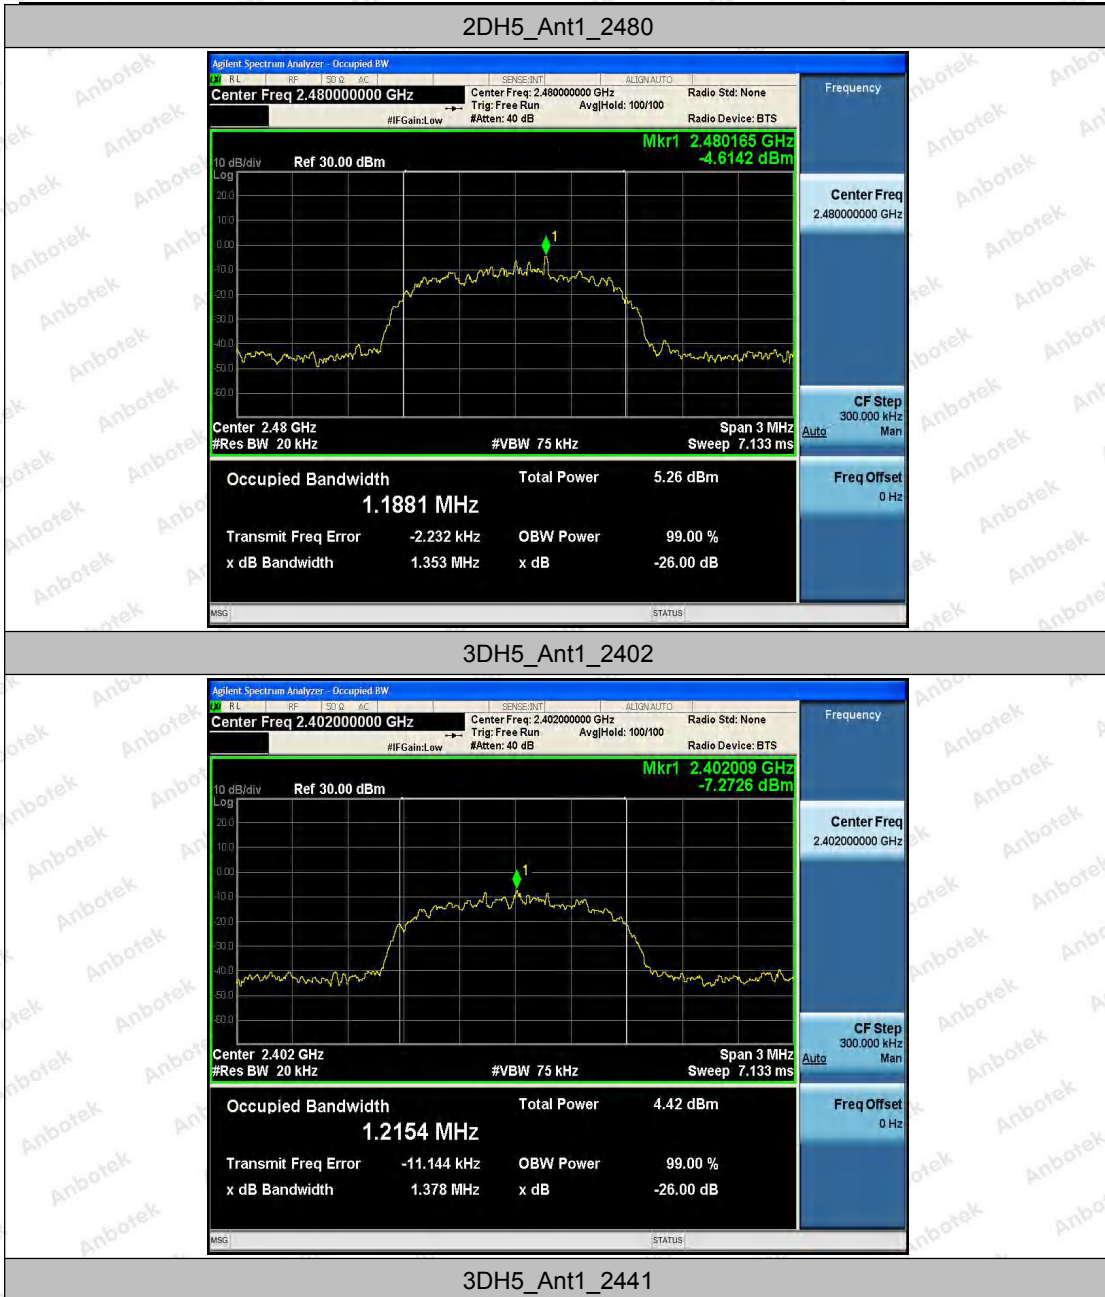 2DH5_Ant1_2480
Agilent Spectrum Analyzer - Occupied BW
RL RF 50 Ω AC SENSE:INT ALIGN AUTO
Center Freq 2.480000000 GHz
Center Freq: 2.480000000 GHz
Radio Std: None
Trig: Free Run Avg|Hold: 100/100
#IFGain:Low #Atten: 40 dB Radio Device: BTS
Mkr1 2.480165 GHz
-4.6142 dBm
10 dB/div Ref 30.00 dBm
Log
20.0
10.0
0.00
-10.0
-20.0
-30.0
-40.0
-50.0
-60.0
1
Center 2.48 GHz Span 3 MHz
#Res BW 20 kHz #VBW 75 kHz Sweep 7.133 ms
Occupied Bandwidth Total Power 5.26 dBm
1.1881 MHz
Transmit Freq Error -2.232 kHz OBW Power 99.00 %
x dB Bandwidth 1.353 MHz x dB -26.00 dB
MSG STATUS
Frequency
Center Freq
2.480000000 GHz
CF Step
300.000 kHz
Auto Man
Freq Offset
0 Hz
3DH5_Ant1_2402
Agilent Spectrum Analyzer - Occupied BW
RL RF 50 Ω AC SENSE:INT ALIGN AUTO
Center Freq 2.402000000 GHz
Center Freq: 2.402000000 GHz
Radio Std: None
Trig: Free Run Avg|Hold: 100/100
#IFGain:Low #Atten: 40 dB Radio Device: BTS
Mkr1 2.402009 GHz
-7.2726 dBm
10 dB/div Ref 30.00 dBm
Log
20.0
10.0
0.00
-10.0
-20.0
-30.0
-40.0
-50.0
-60.0
1
Center 2.402 GHz Span 3 MHz
#Res BW 20 kHz #VBW 75 kHz Sweep 7.133 ms
Occupied Bandwidth Total Power 4.42 dBm
1.2154 MHz
Transmit Freq Error -11.144 kHz OBW Power 99.00 %
x dB Bandwidth 1.378 MHz x dB -26.00 dB
MSG STATUS
Frequency
Center Freq
2.402000000 GHz
CF Step
300.000 kHz
Auto Man
Freq Offset
0 Hz
3DH5_Ant1_2441
Anbotek